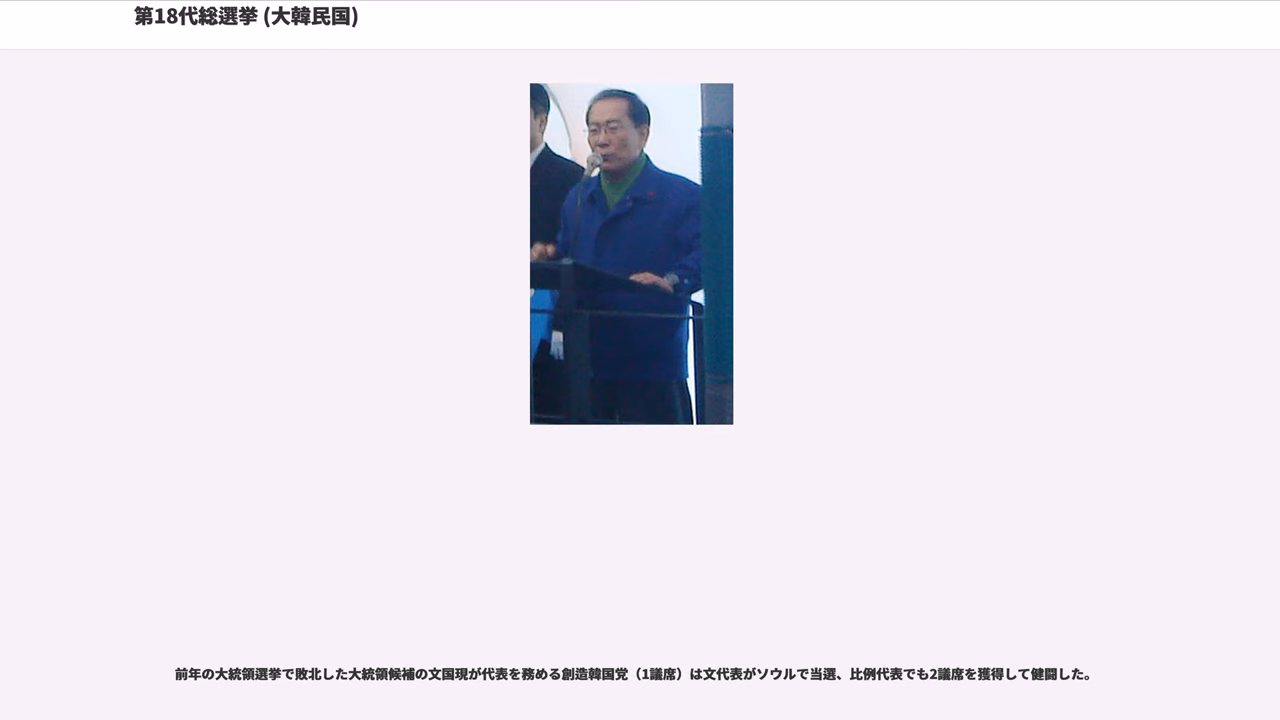 第18代総選挙 (大韓民国)
前年の大統領選挙で敗北した大統領候補の文国現が代表を務める創造韓国党（1議席）は文代表がソウルで当選、比例代表でも2議席を獲得して健闘した。